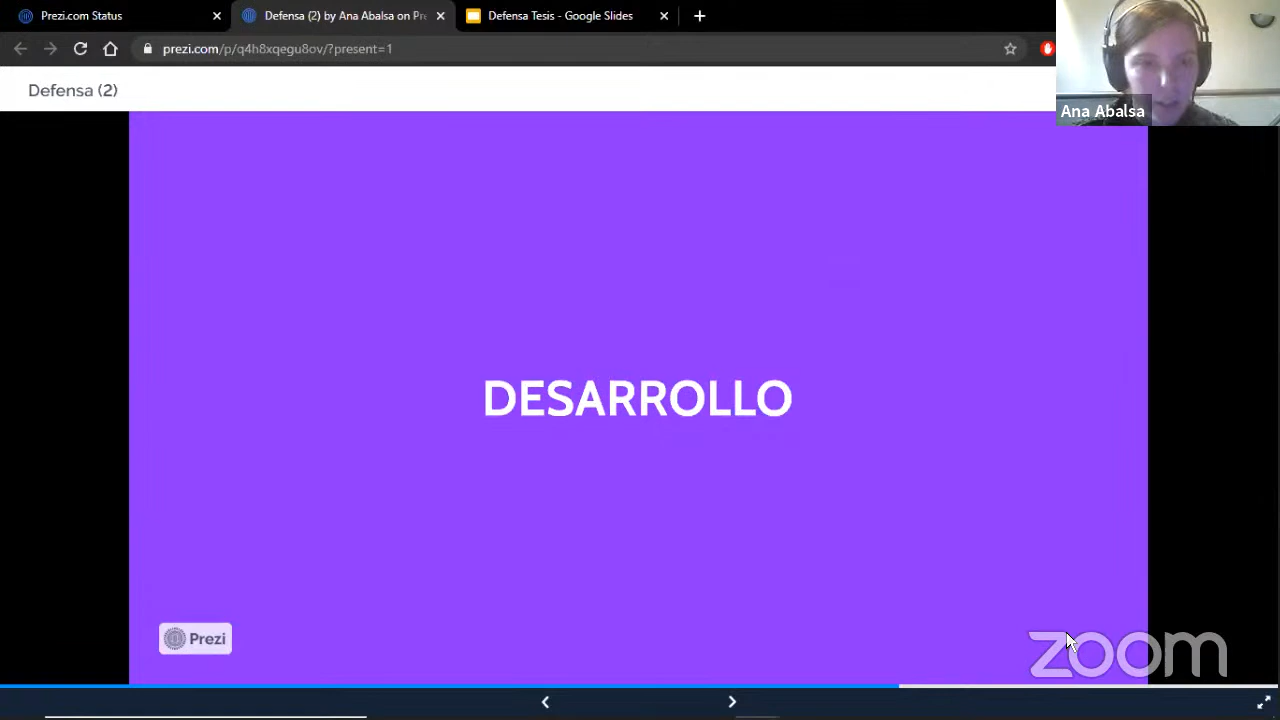 Prezi.com Status
Defensa (2) by Ana Abalsa on Pre
Defensa Tesis - Google Slides
prezi.com/p/q4h8xqegu8ov/?present=1
Defensa (2)
Ana Abalsa
DESARROLLO
Prezi
zoom